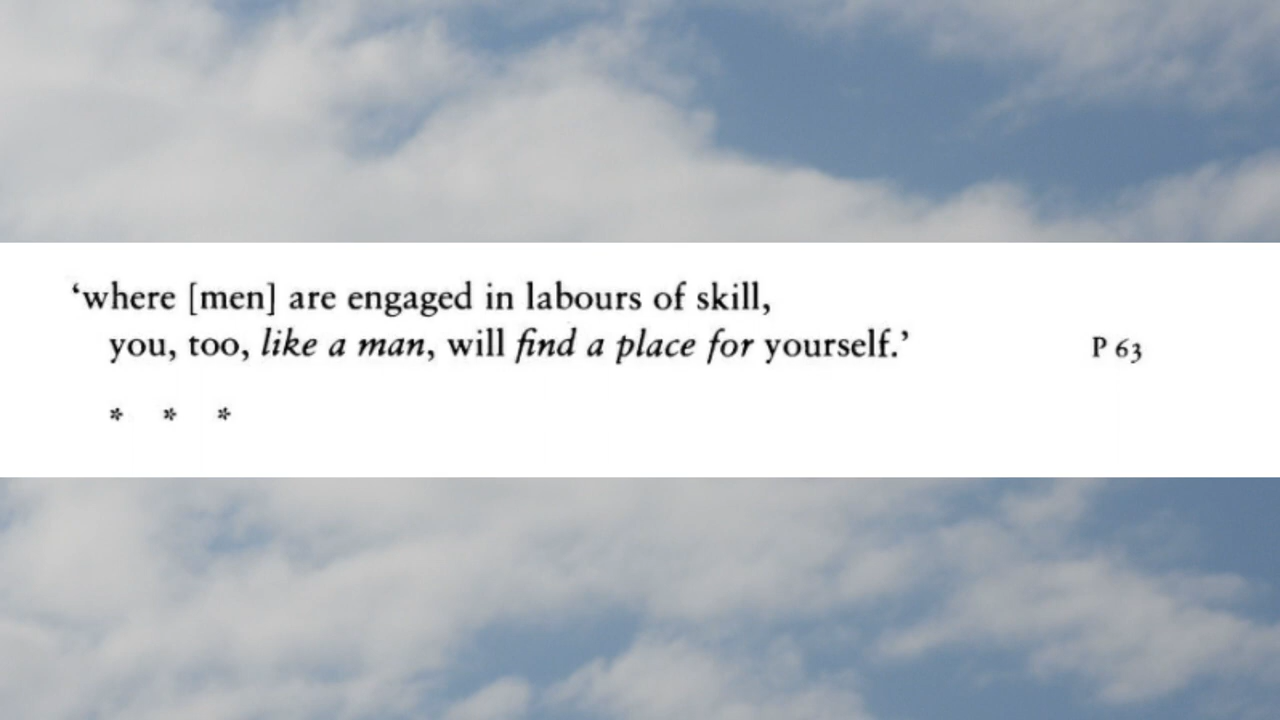 ‘where [men] are engaged in labours of skill,
you, too, like a man, will find a place for yourself.’ P 63
* * *